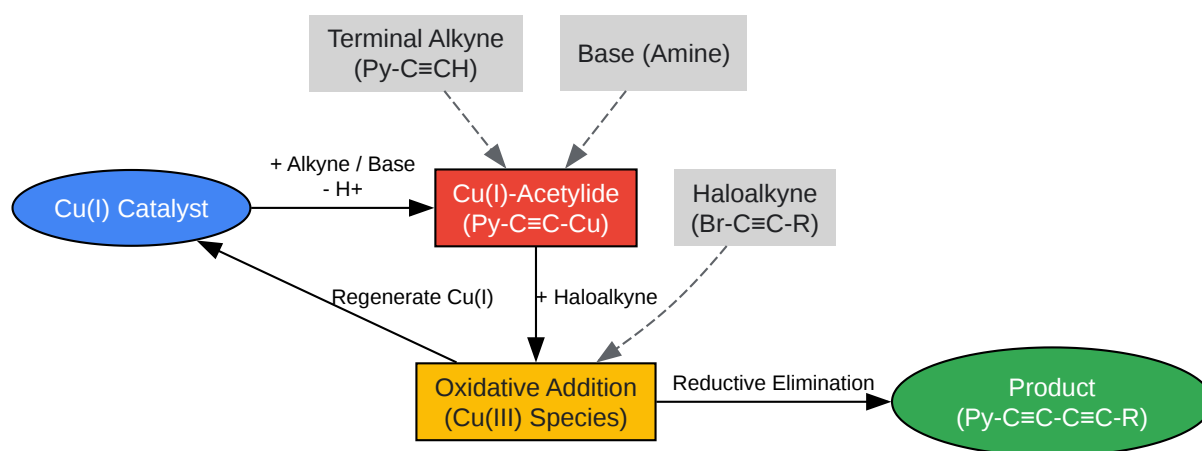 Terminal Alkyne
(Py-C≡CH)
Base (Amine)
+ Alkyne / Base
- H+
Cu(I) Catalyst
Cu(I)-Acetylide
(Py-C≡C-Cu)
Haloalkyne
(Br-C≡C-R)
Regenerate Cu(I)
+ Haloalkyne
Oxidative Addition
(Cu(III) Species)
Reductive Elimination
Product
(Py-C≡C-C≡C-R)